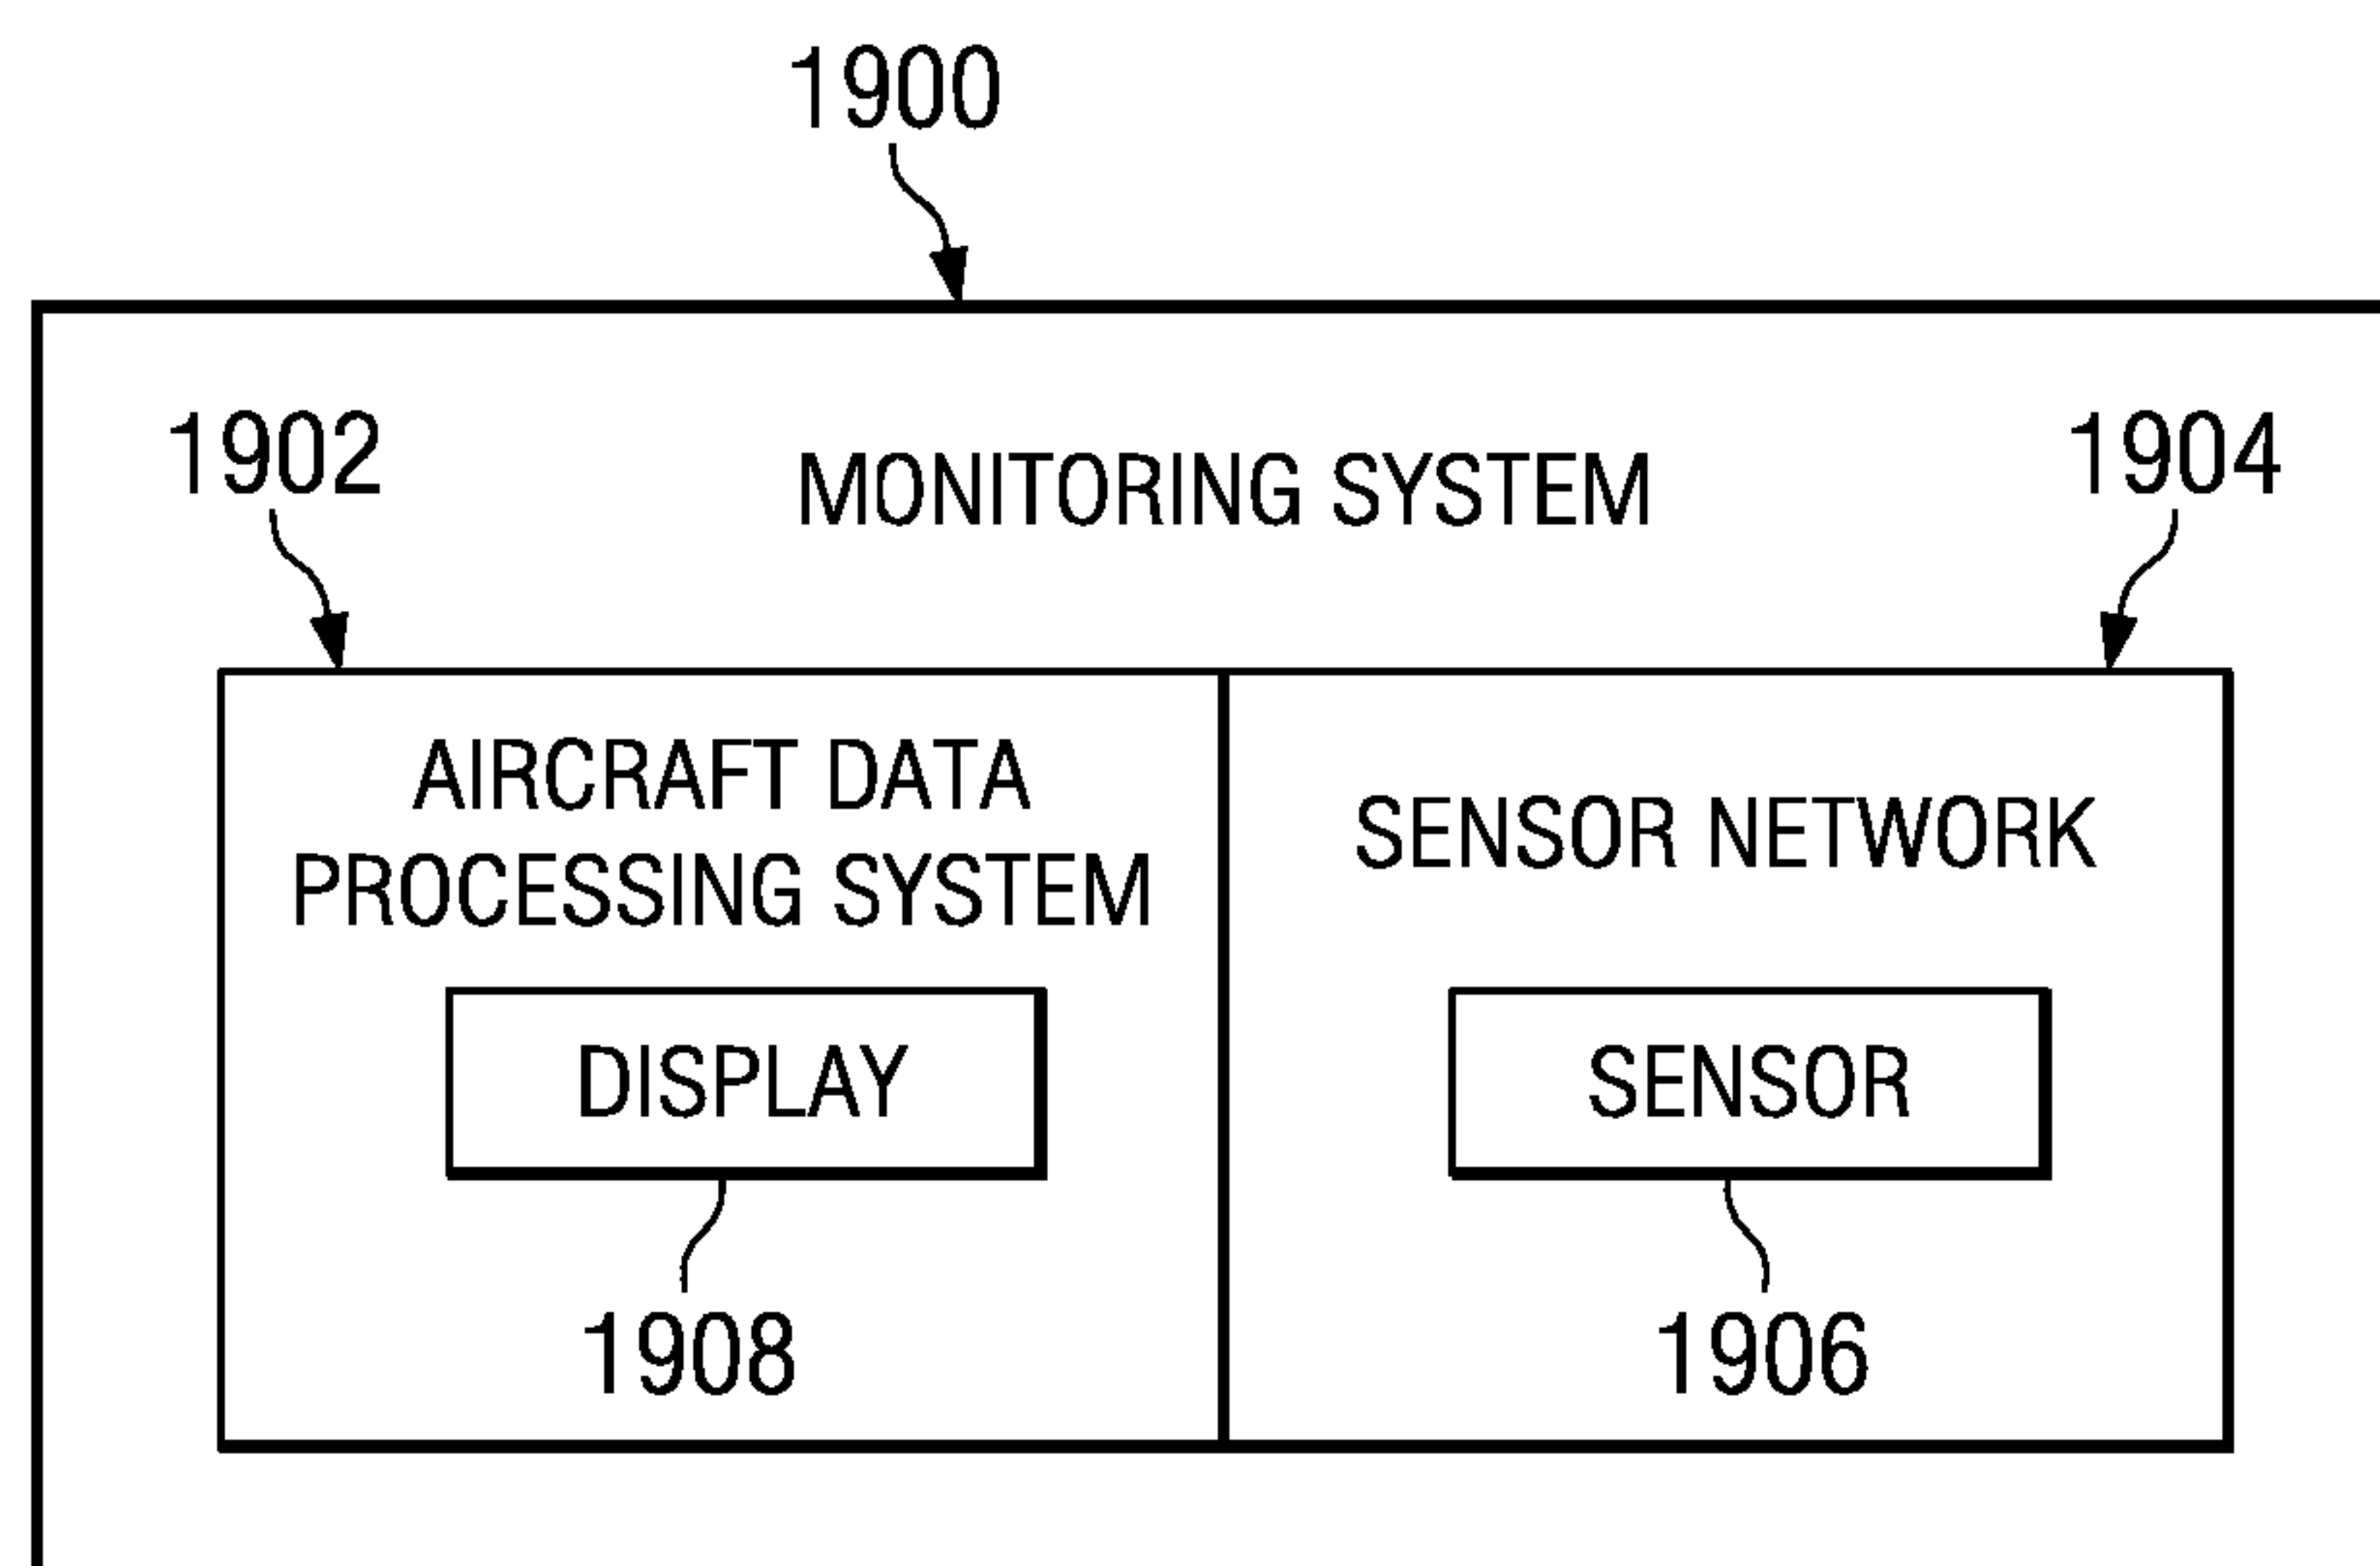 1900
1902
MONITORING SYSTEM
1904
AIRCRAFT DATA
PROCESSING SYSTEM
SENSOR NETWORK
DISPLAY
SENSOR
1908
1906